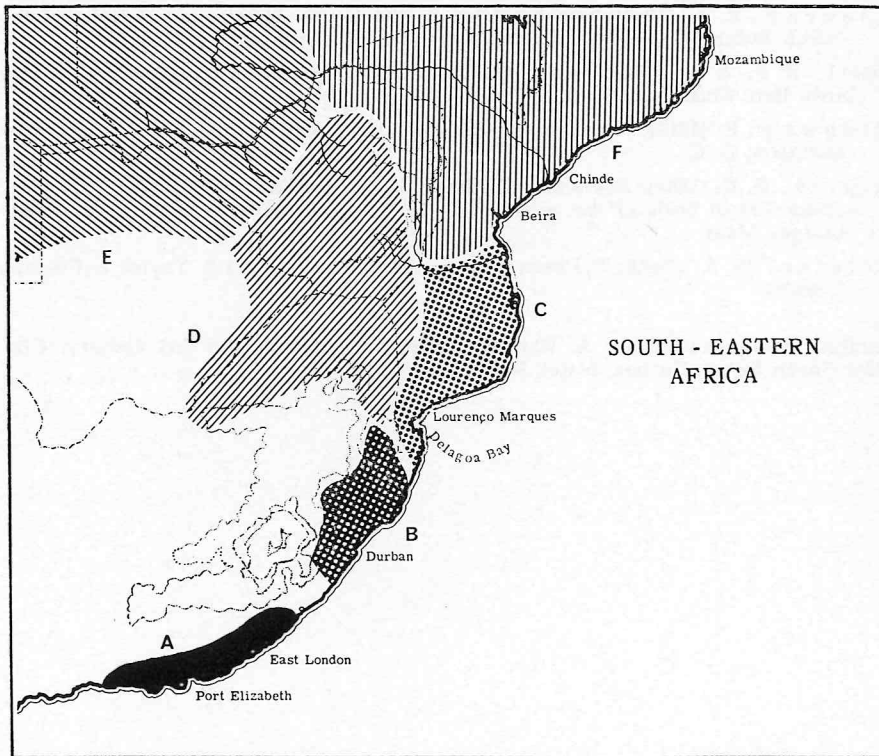 Mozambique
F
Chinde
Beira
E
C
D
SOUTH - EASTERN
AFRICA
Lourenço Marques
Delagoa Bay
B
Durban
A
East London
Port Elizabeth